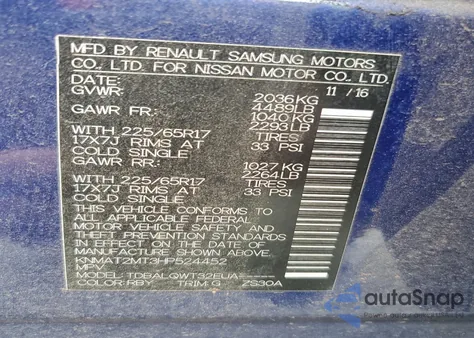 MFD. BY RENAULT SAMSUNG MOTORS
CO., LTD. FOR NISSAN MOTOR CO., LTD.
DATE: 11 / 16
GVWR: 2036KG
4489LB
GAWR FR: 1040 KG
2293LB
WITH 225/65R17 TIRES
17X7J RIMS AT 33 PSI
COLD SINGLE
GAWR RR: 1027 KG
2264LB
WITH 225/65R17 TIRES
17X7J RIMS AT 33 PSI
COLD SINGLE
THIS VEHICLE CONFORMS TO
ALL APPLICABLE FEDERAL
MOTOR VEHICLE SAFETY AND
THEFT PREVENTION STANDARDS
IN EFFECT ON THE DATE OF
MANUFACTURE SHOWN ABOVE.
KNMAT2MT3HP524452
MPV
MODEL: TDBALQWT32EUA
COLOR:RBY TRIM:G ZS30A
autoSnap